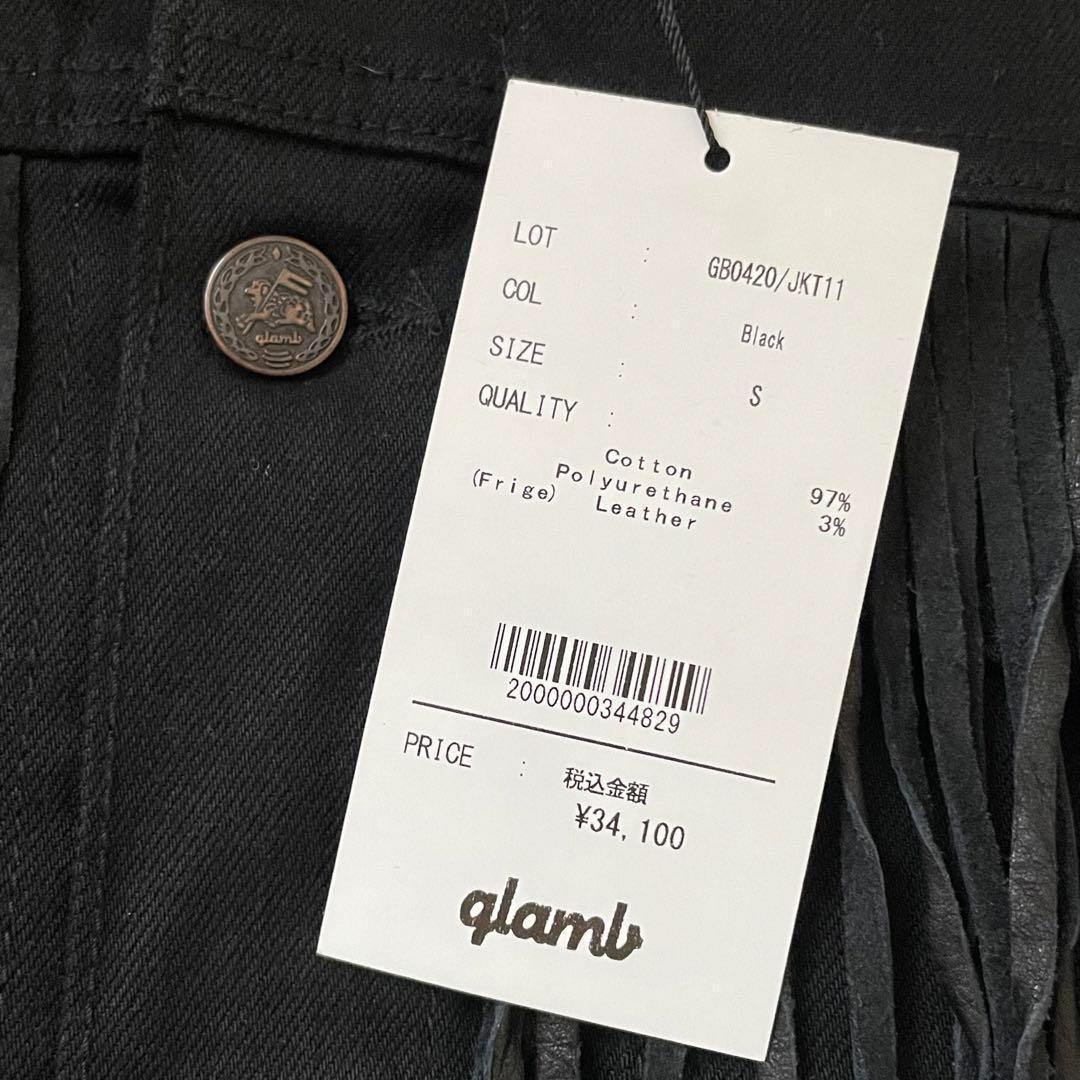 glamb
LOT : GB0420/JKT11
COL : Black
SIZE : S
QUALITY :
Cotton 97%
Polyurethane 3%
(Frige) Leather
2000000344829
PRICE : 税込金額
¥34,100
glamb